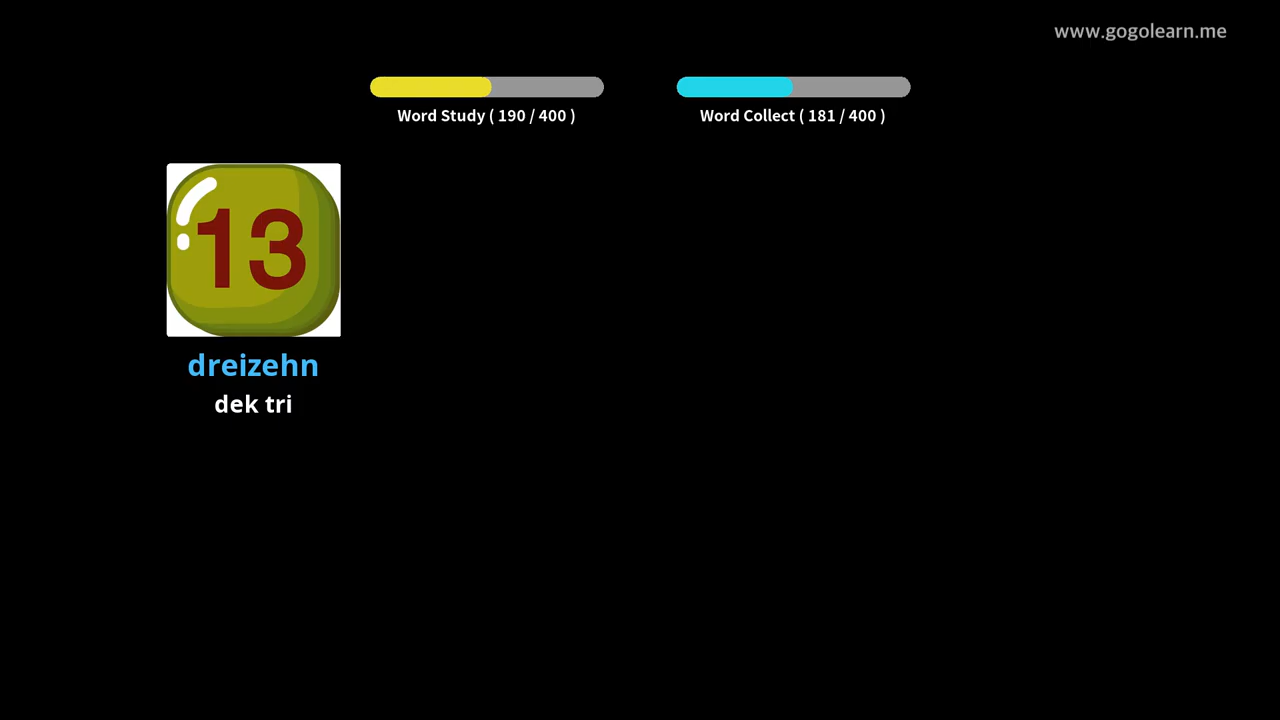 www.gogolearn.me
Word Study ( 190 / 400 )
Word Collect ( 181 / 400 )
13
dreizehn
dek tri